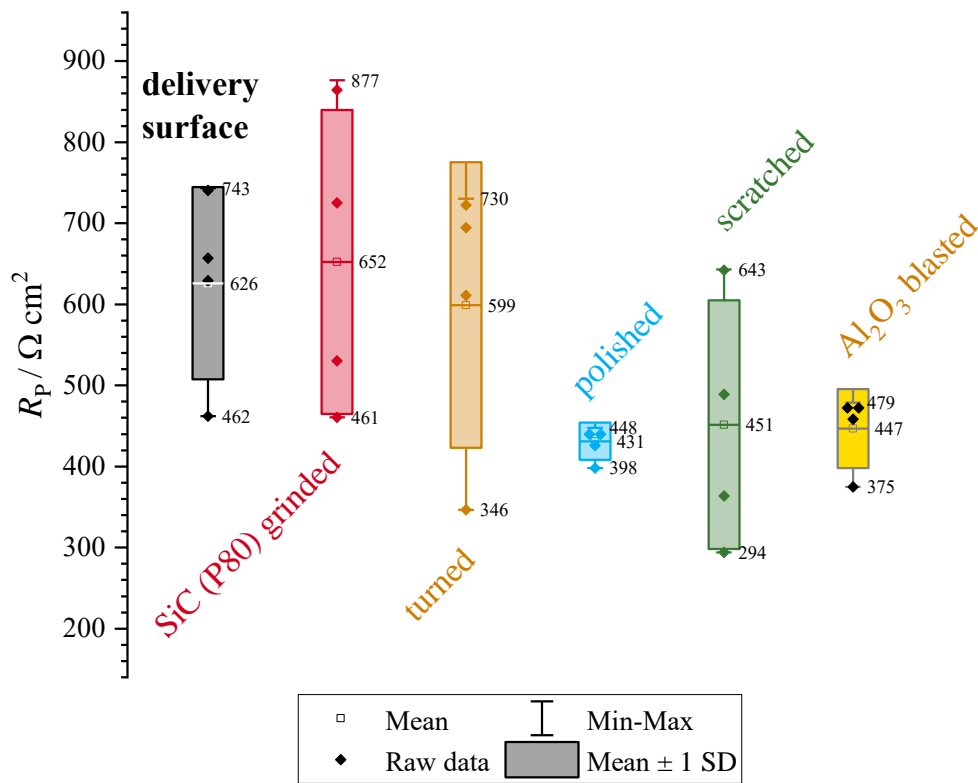 R_P / Ω cm²
900
800
700
600
500
400
300
200
delivery
surface
743
626
462
SiC (P80) grinded
877
652
461
turned
730
599
346
polished
448
431
398
scratched
643
451
294
Al₂O₃ blasted
479
447
375
Mean
Min-Max
Raw data
Mean ± 1 SD